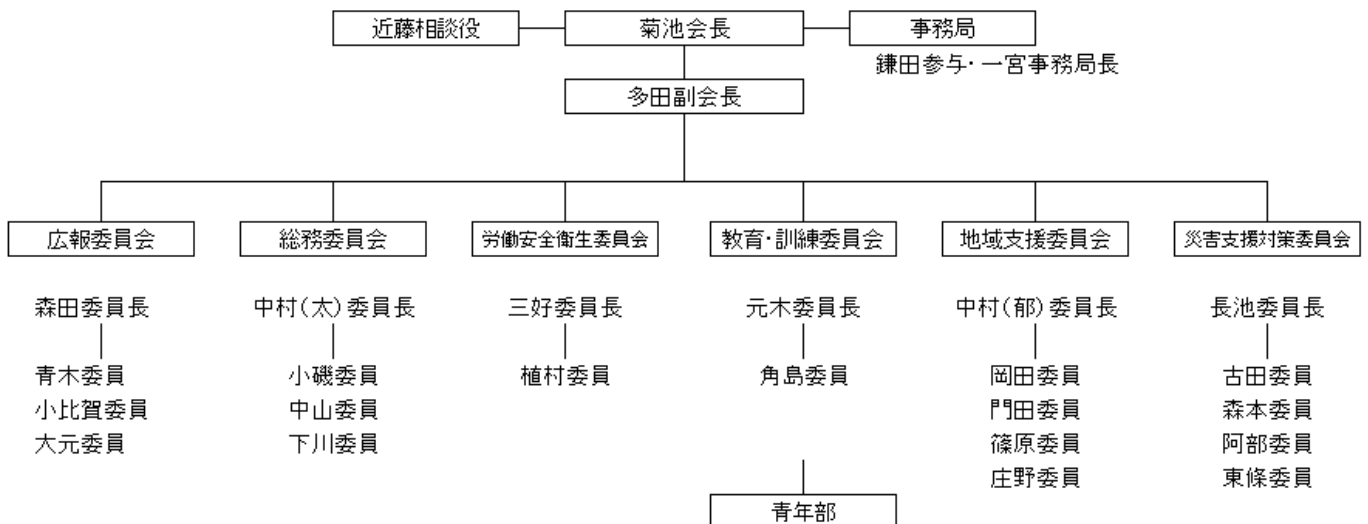 近藤相談役 菊池会長 事務局
鎌田参与・一宮事務局長
多田副会長
広報委員会 総務委員会 労働安全衛生委員会 教育・訓練委員会 地域支援委員会 災害支援対策委員会
森田委員長 中村(太)委員長 三好委員長 元木委員長 中村(郁)委員長 長池委員長
青木委員 小磯委員 植村委員 角島委員 岡田委員 古田委員
小比賀委員 中山委員 門田委員 森本委員
大元委員 下川委員 篠原委員 阿部委員
庄野委員 東條委員
青年部